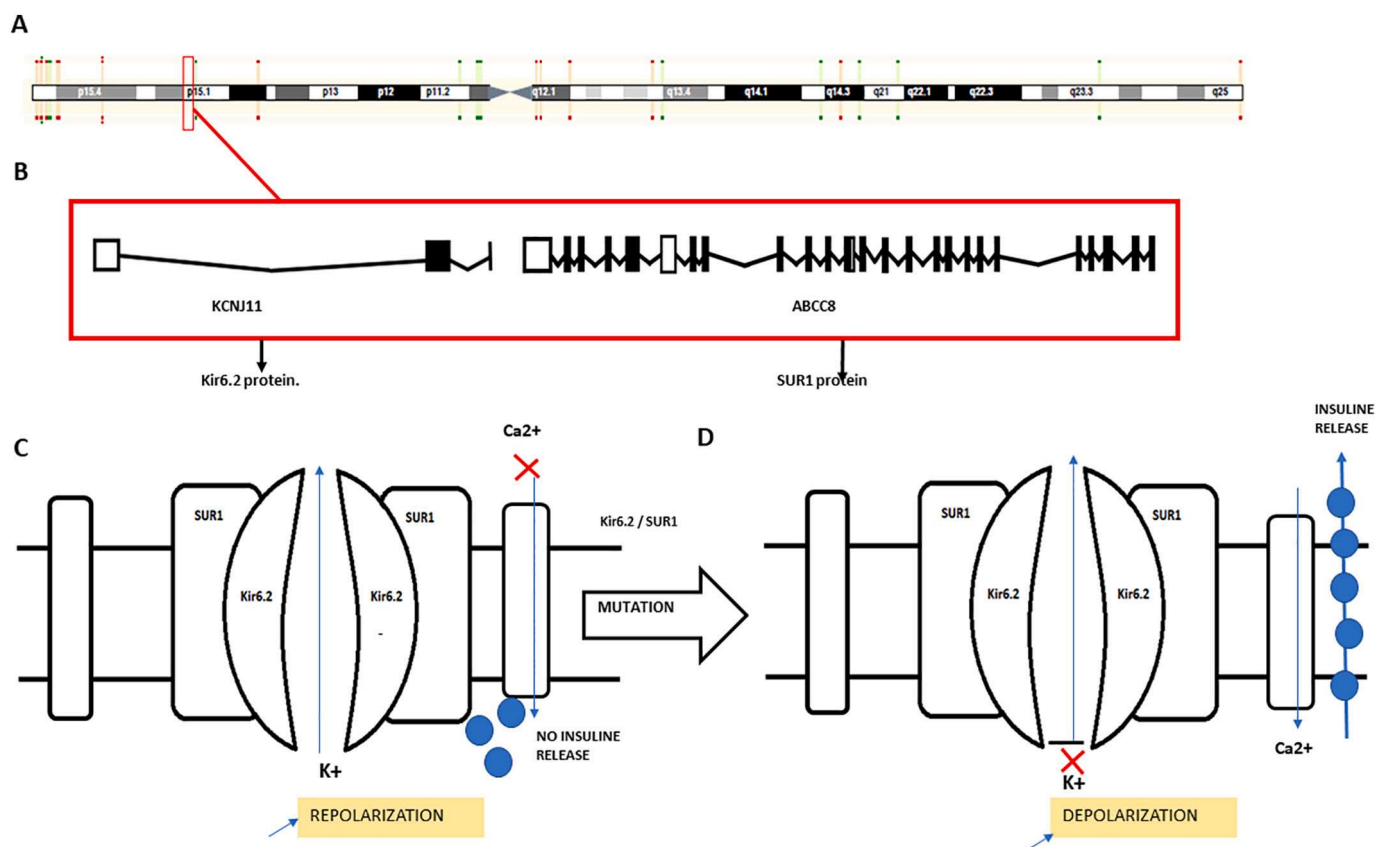 A
p15.4
p15.1
p13
p12
p11.2
q12.1
q13.4
q14.1
q14.3
q21
q22.1
q22.3
q23.3
q25
B
KCNJ11
ABCC8
Kir6.2 protein.
SUR1 protein
C
Ca2+
SUR1
SUR1
Kir6.2
Kir6.2
-
NO INSULINE
RELEASE
K+
REPOLARIZATION
Kir6.2 / SUR1
MUTATION
D
INSULINE
RELEASE
SUR1
SUR1
Kir6.2
Kir6.2
Ca2+
K+
DEPOLARIZATION